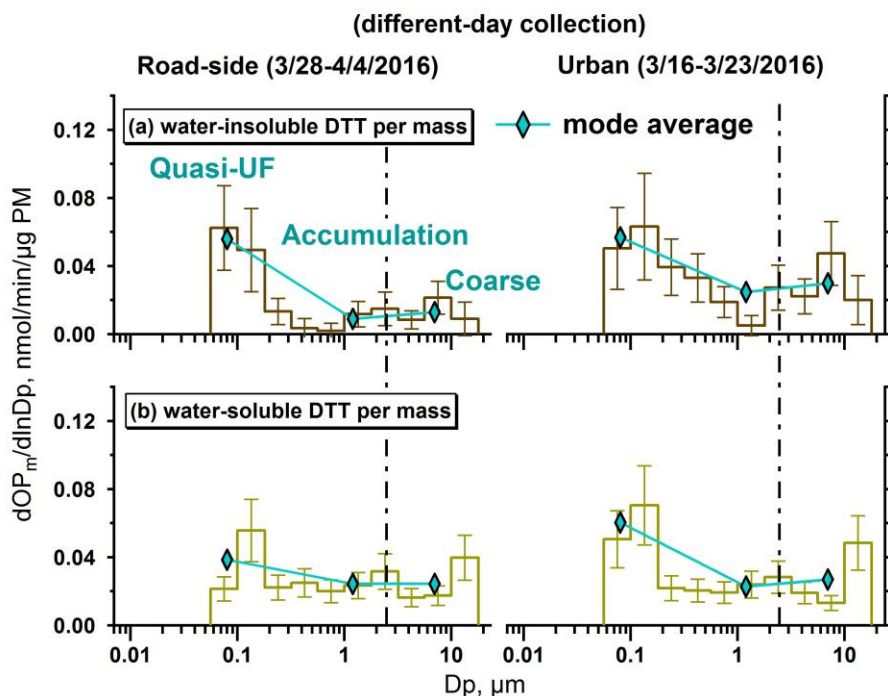 (different-day collection)
Road-side (3/28-4/4/2016)
Urban (3/16-3/23/2016)
(a) water-insoluble DTT per mass
mode average
Quasi-UF
Accumulation
Coarse
0.12
0.08
0.04
0.00
(b) water-soluble DTT per mass
0.12
0.08
0.04
0.00
dOPm/dlnDp, nmol/min/µg PM
0.01 0.1 1 10 0.01 0.1 1 10
Dp, µm